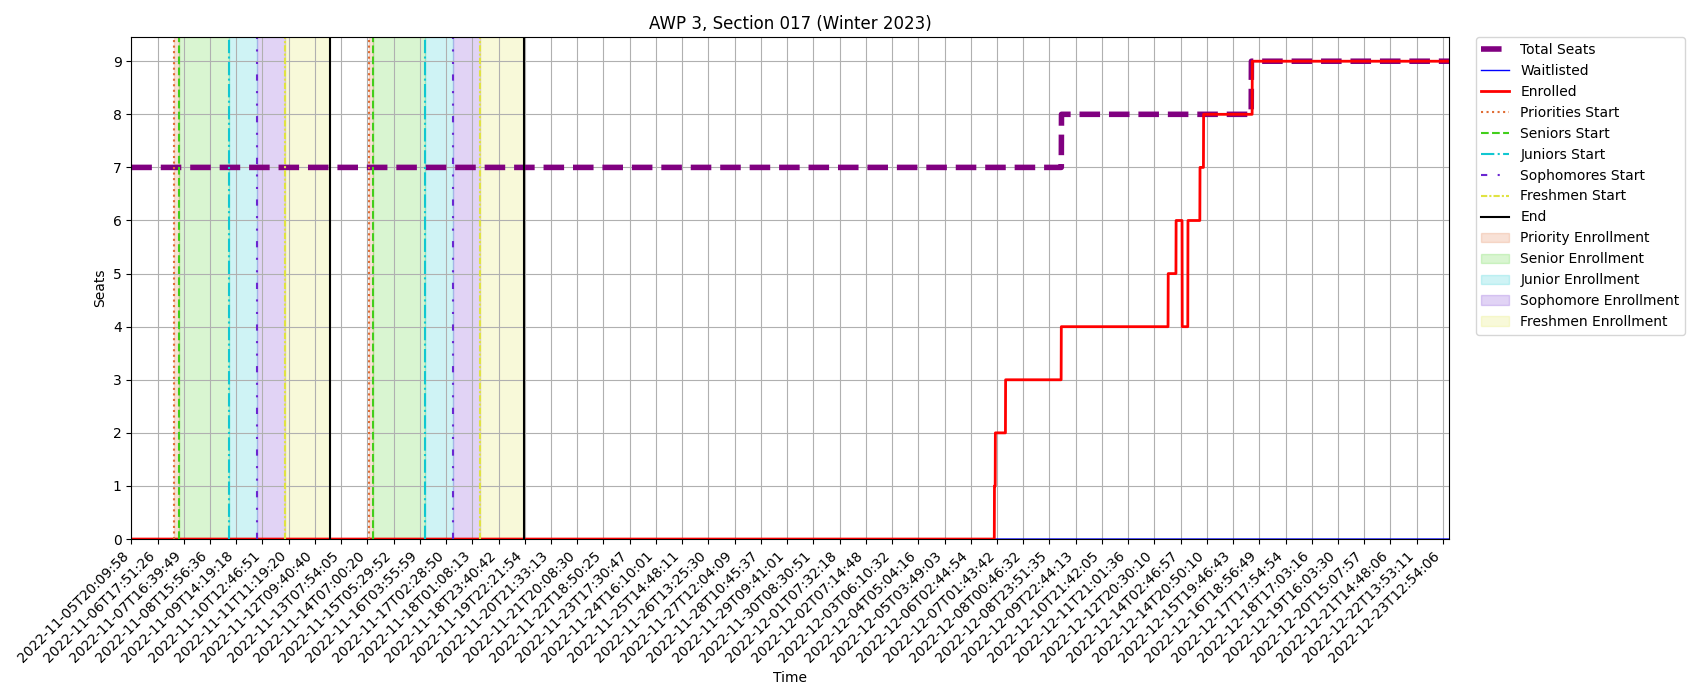 AWP 3, Section 017 (Winter 2023)
Seats
9
8
7
6
5
4
3
2
1
0
2022-11-05T20:09:58
2022-11-06T17:51:26
2022-11-07T16:39:49
2022-11-08T15:56:36
2022-11-09T14:19:18
2022-11-10T12:46:51
2022-11-11T11:19:20
2022-11-12T09:40:40
2022-11-13T07:54:05
2022-11-14T07:00:20
2022-11-15T05:29:52
2022-11-16T03:55:59
2022-11-17T02:28:50
2022-11-18T01:08:13
2022-11-18T23:40:42
2022-11-19T22:21:54
2022-11-20T21:33:13
2022-11-21T20:08:30
2022-11-22T18:50:25
2022-11-23T17:30:47
2022-11-24T16:10:01
2022-11-25T14:48:11
2022-11-26T13:25:30
2022-11-27T12:04:09
2022-11-28T10:45:37
2022-11-29T09:41:01
2022-11-30T08:30:51
2022-12-01T07:32:18
2022-12-02T07:14:48
2022-12-03T06:10:32
2022-12-04T05:04:16
2022-12-05T03:49:03
2022-12-06T02:44:54
2022-12-07T01:43:42
2022-12-08T00:46:32
2022-12-08T23:51:35
2022-12-09T22:44:13
2022-12-10T21:42:05
2022-12-11T21:01:36
2022-12-12T20:30:10
2022-12-14T02:46:57
2022-12-14T20:50:10
2022-12-15T19:46:43
2022-12-16T18:56:49
2022-12-17T17:54:54
2022-12-18T17:03:16
2022-12-19T16:03:30
2022-12-20T15:07:57
2022-12-21T14:48:06
2022-12-22T13:53:11
2022-12-23T12:54:06
Time
Total Seats
Waitlisted
Enrolled
Priorities Start
Seniors Start
Juniors Start
Sophomores Start
Freshmen Start
End
Priority Enrollment
Senior Enrollment
Junior Enrollment
Sophomore Enrollment
Freshmen Enrollment